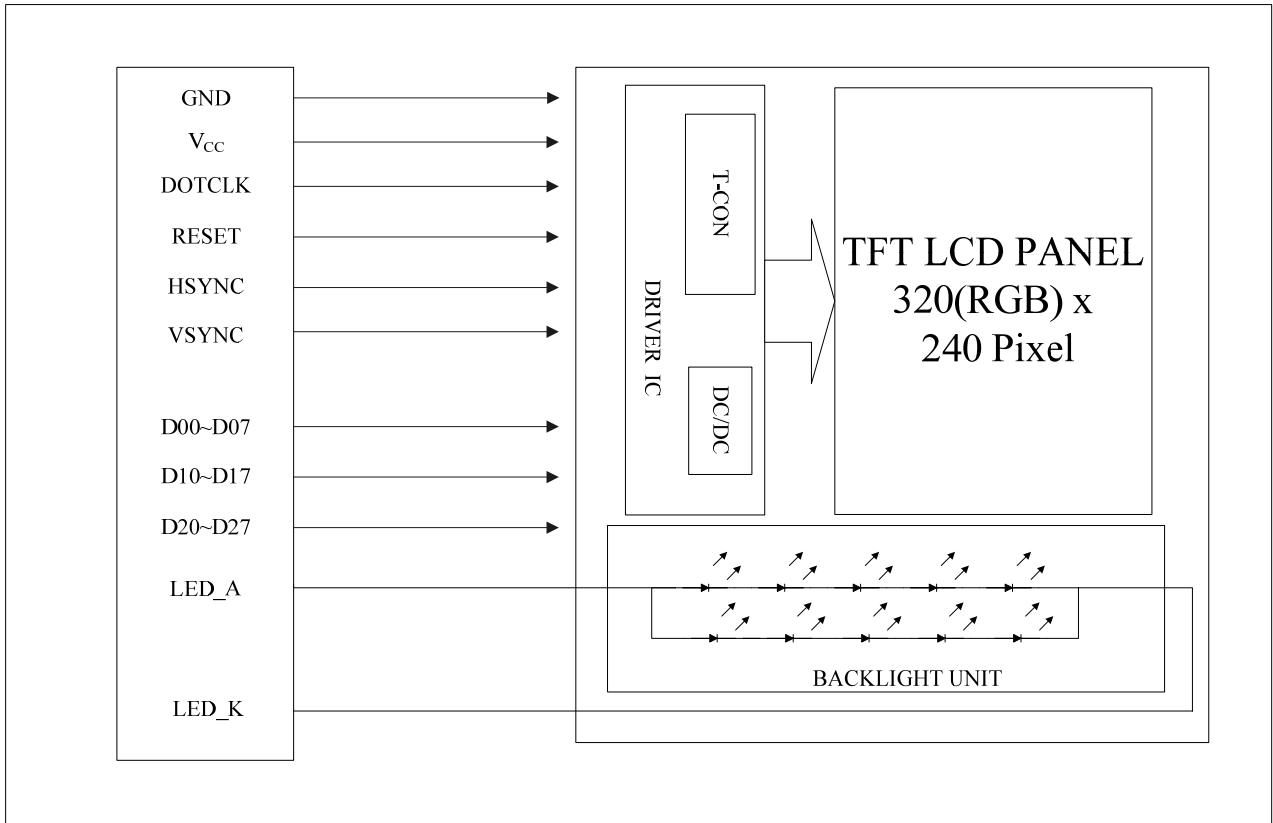 GND
VCC
DOTCLK
RESET
HSYNC
VSYNC
D00~D07
D10~D17
D20~D27
LED_A
LED_K
DRIVER IC
T-CON
DC/DC
TFT LCD PANEL
320(RGB) x
240 Pixel
BACKLIGHT UNIT